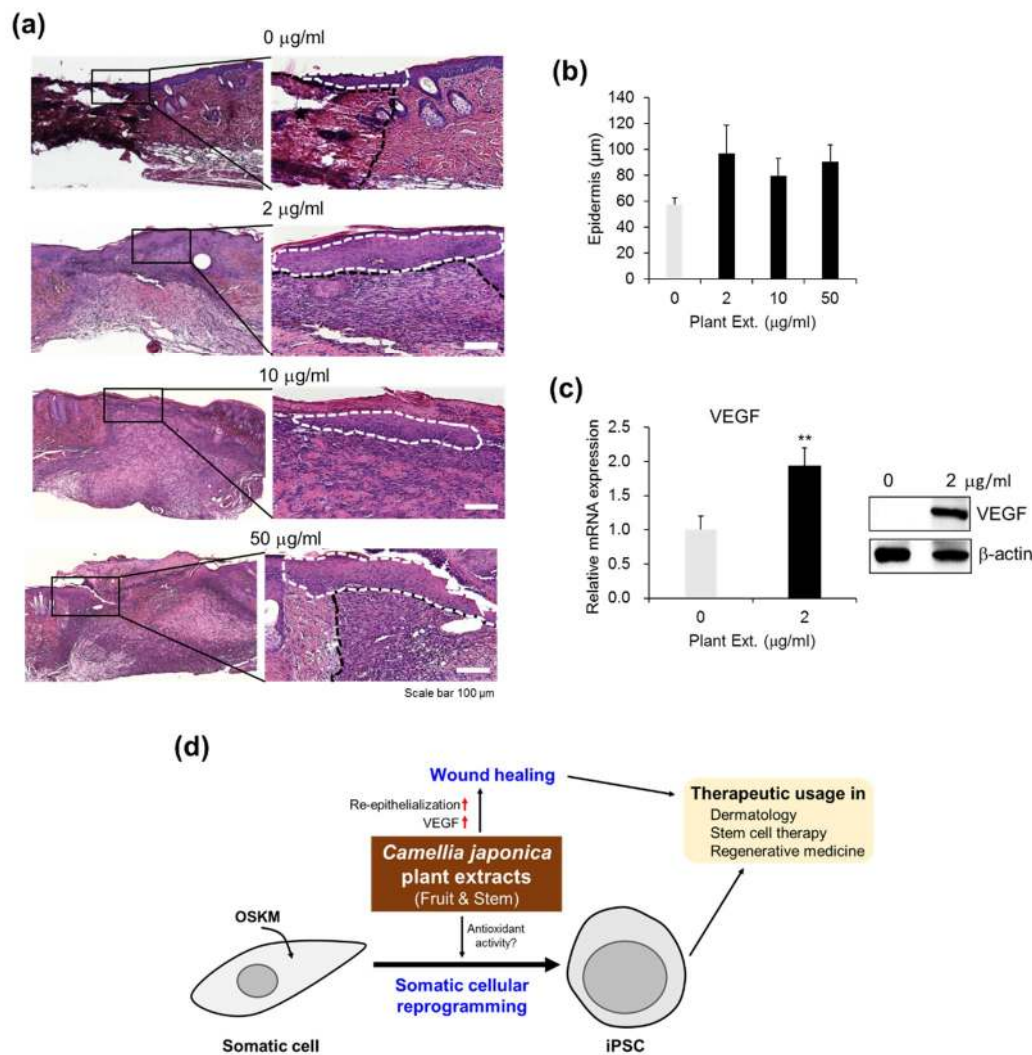 (a)
0 μg/ml
2 μg/ml
10 μg/ml
50 μg/ml
Scale bar 100 μm
(b)
Epidermis (μm)
140
120
100
80
60
40
20
0
0 2 10 50
Plant Ext. (μg/ml)
(c)
VEGF
Relative mRNA expression
2.5
2.0
1.5
1.0
0.5
0.0
**
0 2
Plant Ext. (μg/ml)
0 2 μg/ml
VEGF
β-actin
(d)
Wound healing
Re-epithelialization↑
VEGF↑
Camellia japonica
plant extracts
(Fruit & Stem)
Antioxidant
activity?
OSKM
Somatic cellular
reprogramming
Somatic cell
iPSC
Therapeutic usage in
Dermatology
Stem cell therapy
Regenerative medicine